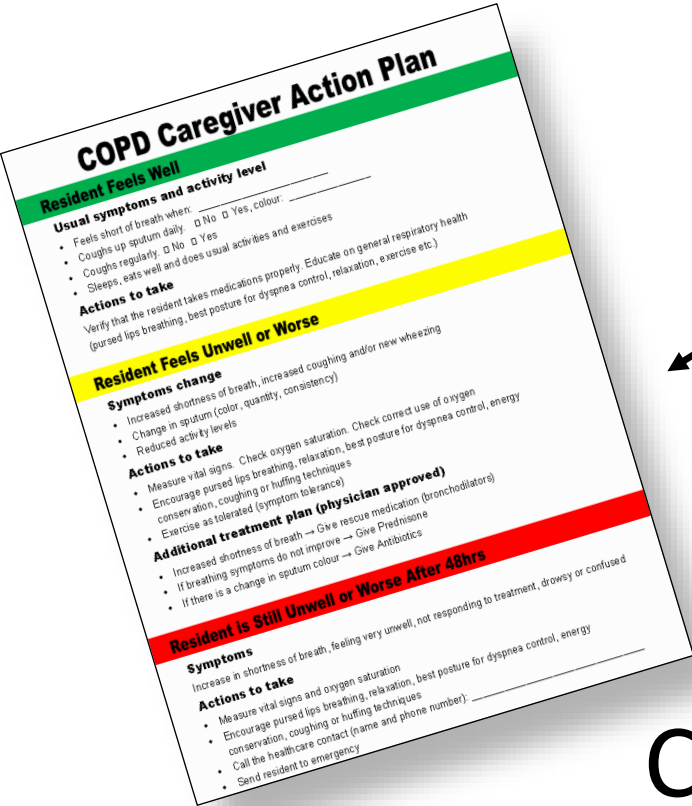 COPD Caregiver Action Plan
Resident Feels Well
Usual symptoms and activity level
• Feels short of breath when: ____________________
• Coughs up sputum daily. □ No □ Yes, colour: ____________
• Coughs regularly. □ No □ Yes
• Sleeps, eats well and does usual activities and exercises
Actions to take
Verify that the resident takes medications properly. Educate on general respiratory health
(pursed lips breathing, best posture for dyspnea control, relaxation, exercise etc.)
Resident Feels Unwell or Worse
Symptoms change
• Increased shortness of breath, increased coughing and/or new wheezing
• Change in sputum (color, quantity, consistency)
• Reduced activity levels
Actions to take
• Measure vital signs. Check oxygen saturation. Check correct use of oxygen
• Encourage pursed lips breathing, relaxation, best posture for dyspnea control, energy
conservation, coughing or huffing techniques
• Exercise as tolerated (symptom tolerance)
Additional treatment plan (physician approved)
• Increased shortness of breath → Give rescue medication (bronchodilators)
• If breathing symptoms do not improve → Give Prednisone
• If there is a change in sputum colour → Give Antibiotics
Resident is Still Unwell or Worse After 48hrs
Symptoms
Increase in shortness of breath, feeling very unwell, not responding to treatment, drowsy or confused
Actions to take
• Measure vital signs and oxygen saturation
• Encourage pursed lips breathing, relaxation, best posture for dyspnea control, energy
conservation, coughing or huffing techniques
• Call the healthcare contact (name and phone number): ____________________
• Send resident to emergency
C